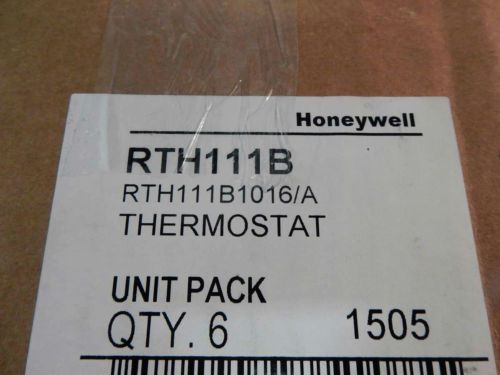 Honeywell
RTH111B
RTH111B1016/A
THERMOSTAT
UNIT PACK
QTY. 6 1505